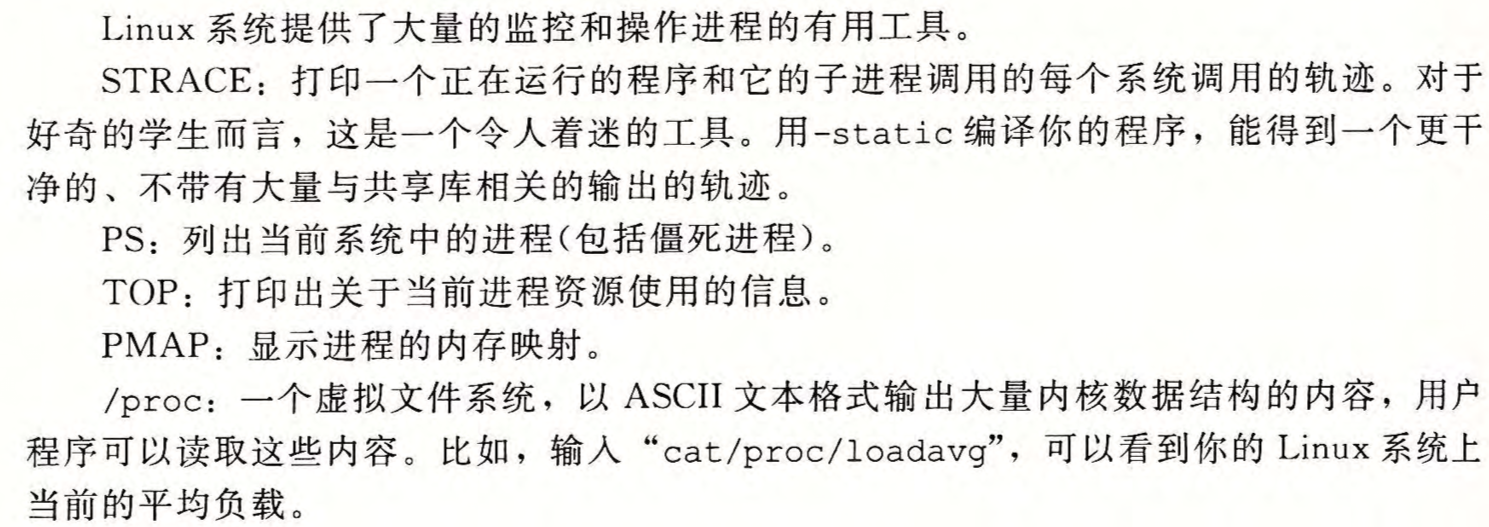 Linux 系统提供了大量的监控和操作进程的有用工具。
STRACE：打印一个正在运行的程序和它的子进程调用的每个系统调用的轨迹。对于
好奇的学生而言，这是一个令人着迷的工具。用-static 编译你的程序，能得到一个更干
净的、不带有大量与共享库相关的输出的轨迹。
PS：列出当前系统中的进程(包括僵死进程)。
TOP：打印出关于当前进程资源使用的信息。
PMAP：显示进程的内存映射。
/proc：一个虚拟文件系统，以 ASCII 文本格式输出大量内核数据结构的内容，用户
程序可以读取这些内容。比如，输入“cat/proc/loadavg”，可以看到你的 Linux 系统上
当前的平均负载。